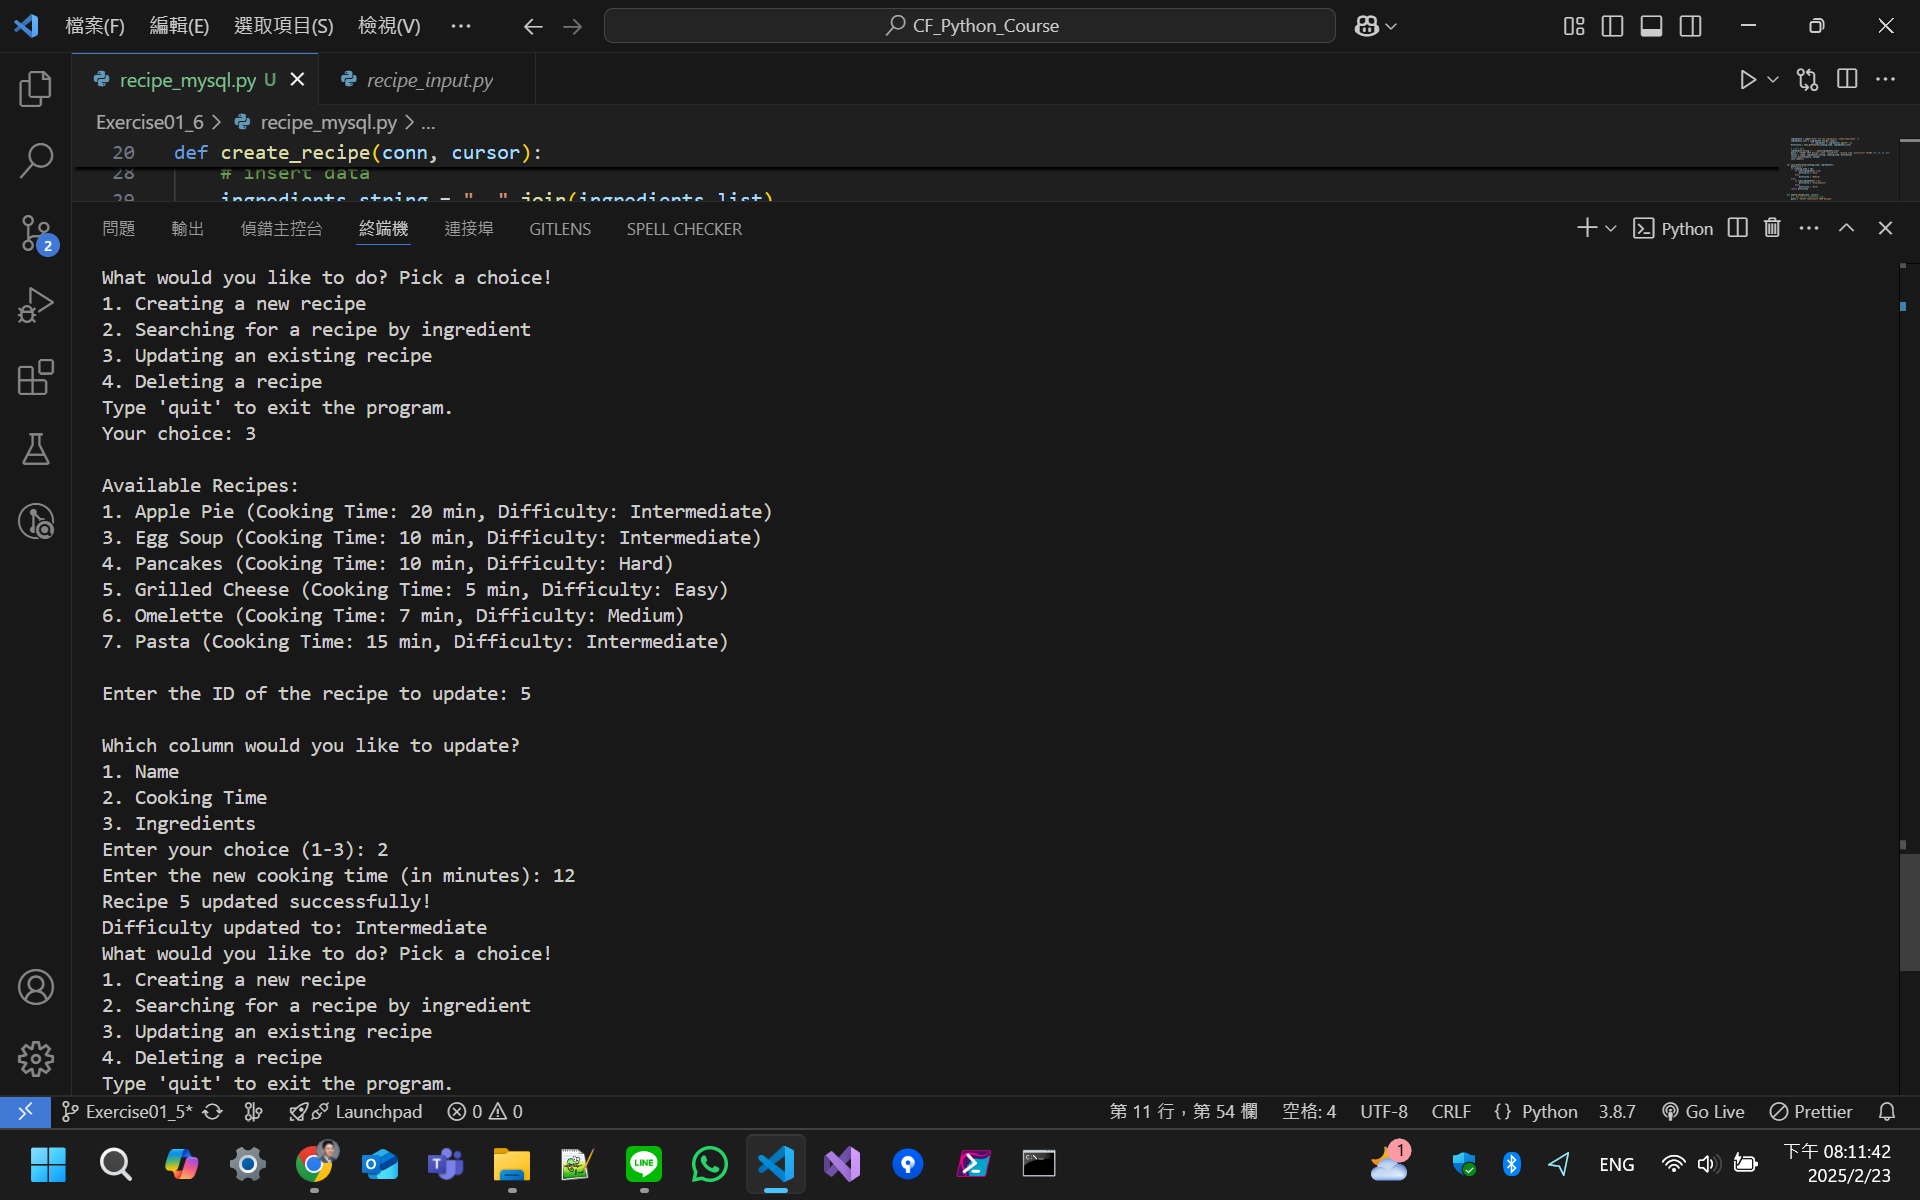 檔案(F) 編輯(E) 選取項目(S) 檢視(V) ··· CF_Python_Course
recipe_mysql.py U recipe_input.py
Exercise01_6 > recipe_mysql.py > ...
20 def create_recipe(conn, cursor):
28 # insert data
29 ingredients_string = ", ".join(ingredients_list)
問題 輸出 偵錯主控台 終端機 連接埠 GITLENS SPELL CHECKER Python
What would you like to do? Pick a choice!
1. Creating a new recipe
2. Searching for a recipe by ingredient
3. Updating an existing recipe
4. Deleting a recipe
Type 'quit' to exit the program.
Your choice: 3
Available Recipes:
1. Apple Pie (Cooking Time: 20 min, Difficulty: Intermediate)
3. Egg Soup (Cooking Time: 10 min, Difficulty: Intermediate)
4. Pancakes (Cooking Time: 10 min, Difficulty: Hard)
5. Grilled Cheese (Cooking Time: 5 min, Difficulty: Easy)
6. Omelette (Cooking Time: 7 min, Difficulty: Medium)
7. Pasta (Cooking Time: 15 min, Difficulty: Intermediate)
Enter the ID of the recipe to update: 5
Which column would you like to update?
1. Name
2. Cooking Time
3. Ingredients
Enter your choice (1-3): 2
Enter the new cooking time (in minutes): 12
Recipe 5 updated successfully!
Difficulty updated to: Intermediate
What would you like to do? Pick a choice!
1. Creating a new recipe
2. Searching for a recipe by ingredient
3. Updating an existing recipe
4. Deleting a recipe
Type 'quit' to exit the program.
2
Exercise01_5* Launchpad 0 0 第 11 行，第 54 欄 空格: 4 UTF-8 CRLF {} Python 3.8.7 Go Live Prettier
LINE 1 ENG 下午 08:11:42
2025/2/23